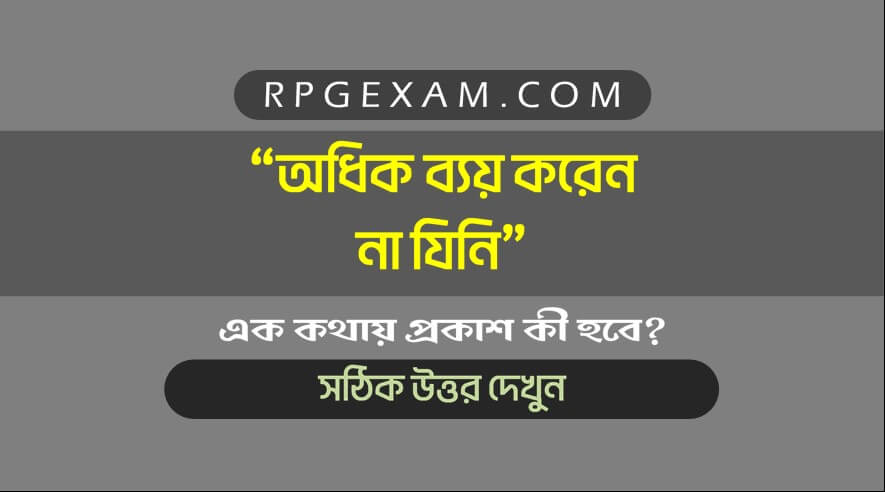 RPGEXAM.COM
“অধিক ব্যয় করেন
না যিনি”
এক কথায় প্রকাশ কী হবে?
সঠিক উত্তর দেখুন